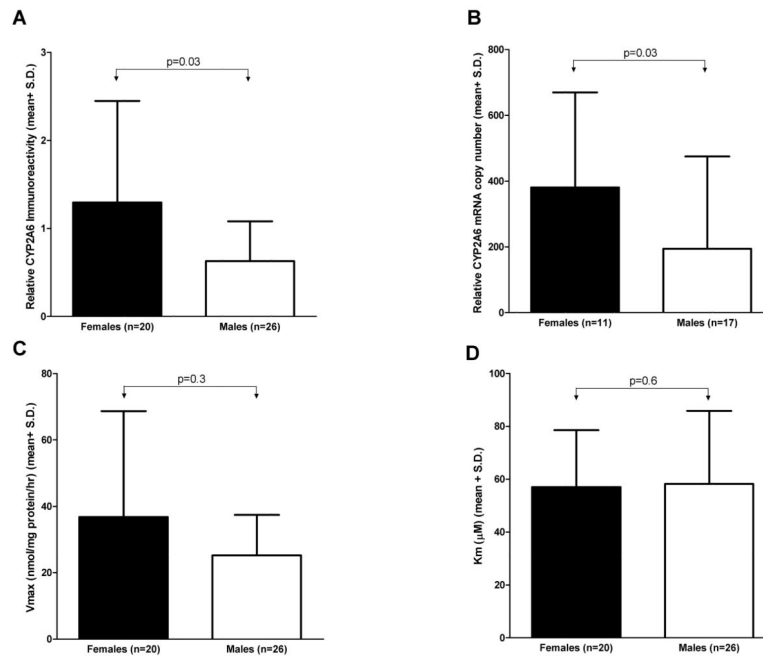 A
Relative CYP2A6 Immunoreactivity (mean+ S.D.)
3
2
1
0
p=0.03
Females (n=20)
Males (n=26)
B
Relative CYP2A6 mRNA copy number (mean+ S.D.)
800
600
400
200
0
p=0.03
Females (n=11)
Males (n=17)
C
Vmax (nmol/mg protein/hr) (mean+ S.D.)
80
60
40
20
0
p=0.3
Females (n=20)
Males (n=26)
D
Km (μM) (mean + S.D.)
100
80
60
40
20
0
p=0.6
Females (n=20)
Males (n=26)